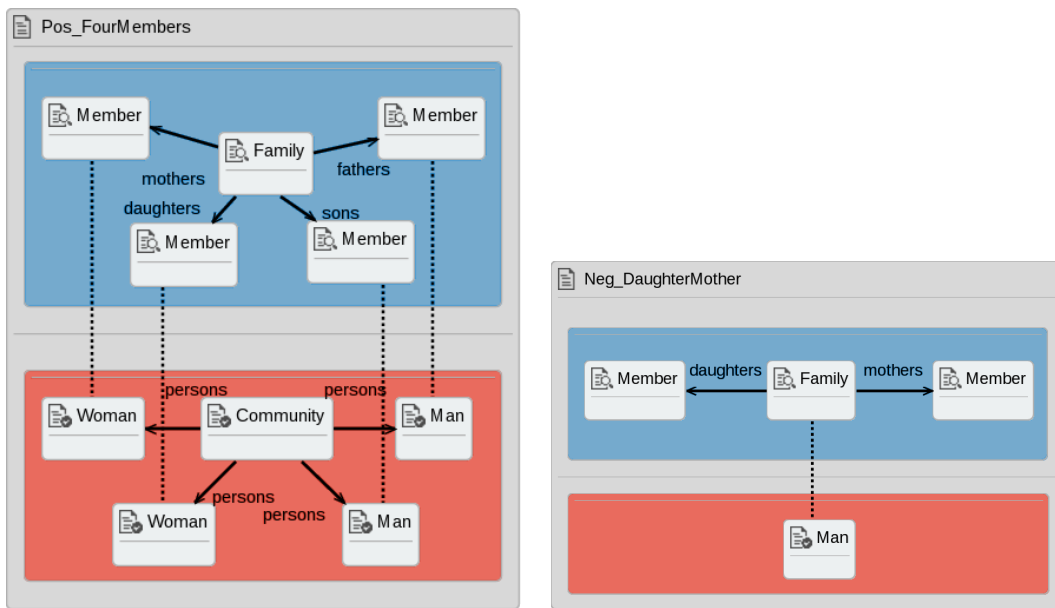 Pos_FourMembers
Member
Member
Family
mothers
fathers
daughters
sons
Member
Member
persons
persons
Woman
Community
Man
persons
persons
Woman
Man
Neg_DaughterMother
Member
daughters
Family
mothers
Member
Man